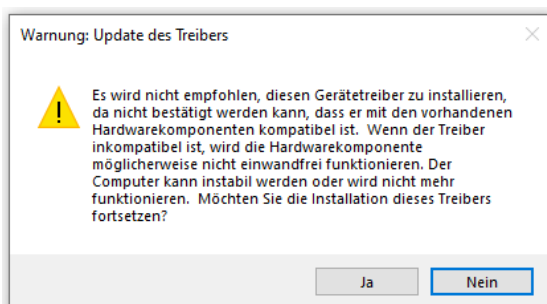 Warnung: Update des Treibers
Es wird nicht empfohlen, diesen Gerätetreiber zu installieren,
da nicht bestätigt werden kann, dass er mit den vorhandenen
Hardwarekomponenten kompatibel ist.  Wenn der Treiber
inkompatibel ist, wird die Hardwarekomponente
möglicherweise nicht einwandfrei funktionieren. Der
Computer kann instabil werden oder wird nicht mehr
funktionieren.  Möchten Sie die Installation dieses Treibers
fortsetzen?
Ja
Nein